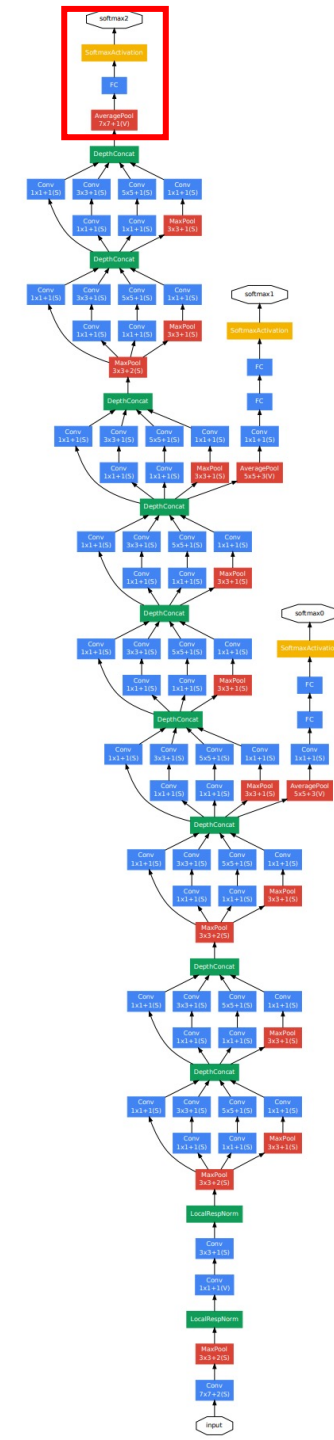 softmax2
SoftmaxActivation
FC
AveragePool
7x7+1(V)
DepthConcat
Conv Conv Conv Conv
1x1+1(S) 3x3+1(S) 5x5+1(S) 1x1+1(S)
Conv Conv MaxPool
1x1+1(S) 1x1+1(S) 3x3+1(S)
DepthConcat
Conv Conv Conv Conv
1x1+1(S) 3x3+1(S) 5x5+1(S) 1x1+1(S)
softmax1
Conv Conv MaxPool
1x1+1(S) 1x1+1(S) 3x3+1(S)
SoftmaxActivation
MaxPool
3x3+2(S)
FC
DepthConcat
FC
Conv Conv Conv Conv Conv
1x1+1(S) 3x3+1(S) 5x5+1(S) 1x1+1(S) 1x1+1(S)
Conv Conv MaxPool AveragePool
1x1+1(S) 1x1+1(S) 3x3+1(S) 5x5+3(V)
DepthConcat
Conv Conv Conv Conv
1x1+1(S) 3x3+1(S) 5x5+1(S) 1x1+1(S)
Conv Conv MaxPool
1x1+1(S) 1x1+1(S) 3x3+1(S)
DepthConcat
softmax0
Conv Conv Conv Conv
1x1+1(S) 3x3+1(S) 5x5+1(S) 1x1+1(S)
SoftmaxActivation
Conv Conv MaxPool
1x1+1(S) 1x1+1(S) 3x3+1(S)
FC
DepthConcat
FC
Conv Conv Conv Conv Conv
1x1+1(S) 3x3+1(S) 5x5+1(S) 1x1+1(S) 1x1+1(S)
Conv Conv MaxPool AveragePool
1x1+1(S) 1x1+1(S) 3x3+1(S) 5x5+3(V)
DepthConcat
Conv Conv Conv Conv
1x1+1(S) 3x3+1(S) 5x5+1(S) 1x1+1(S)
Conv Conv MaxPool
1x1+1(S) 1x1+1(S) 3x3+1(S)
MaxPool
3x3+2(S)
DepthConcat
Conv Conv Conv Conv
1x1+1(S) 3x3+1(S) 5x5+1(S) 1x1+1(S)
Conv Conv MaxPool
1x1+1(S) 1x1+1(S) 3x3+1(S)
DepthConcat
Conv Conv Conv Conv
1x1+1(S) 3x3+1(S) 5x5+1(S) 1x1+1(S)
Conv Conv MaxPool
1x1+1(S) 1x1+1(S) 3x3+1(S)
MaxPool
3x3+2(S)
LocalRespNorm
Conv
3x3+1(S)
Conv
1x1+1(V)
LocalRespNorm
MaxPool
3x3+2(S)
Conv
7x7+2(S)
input